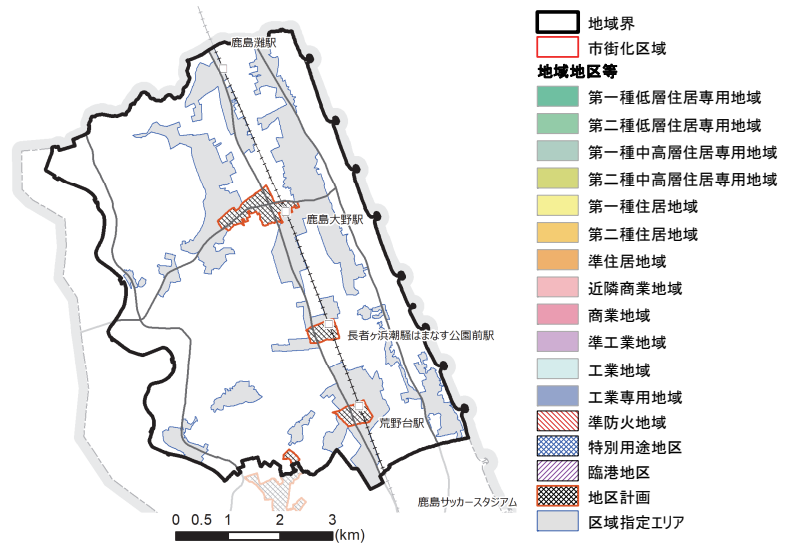 鹿島灘駅
鹿島大野駅
長者ヶ浜潮騒はまなす公園前駅
荒野台駅
鹿島サッカースタジアム
0 0.5 1 2 3
(km)
地域界
市街化区域
地域地区等
第一種低層住居専用地域
第二種低層住居専用地域
第一種中高層住居専用地域
第二種中高層住居専用地域
第一種住居地域
第二種住居地域
準住居地域
近隣商業地域
商業地域
準工業地域
工業地域
工業専用地域
準防火地域
特別用途地区
臨港地区
地区計画
区域指定エリア